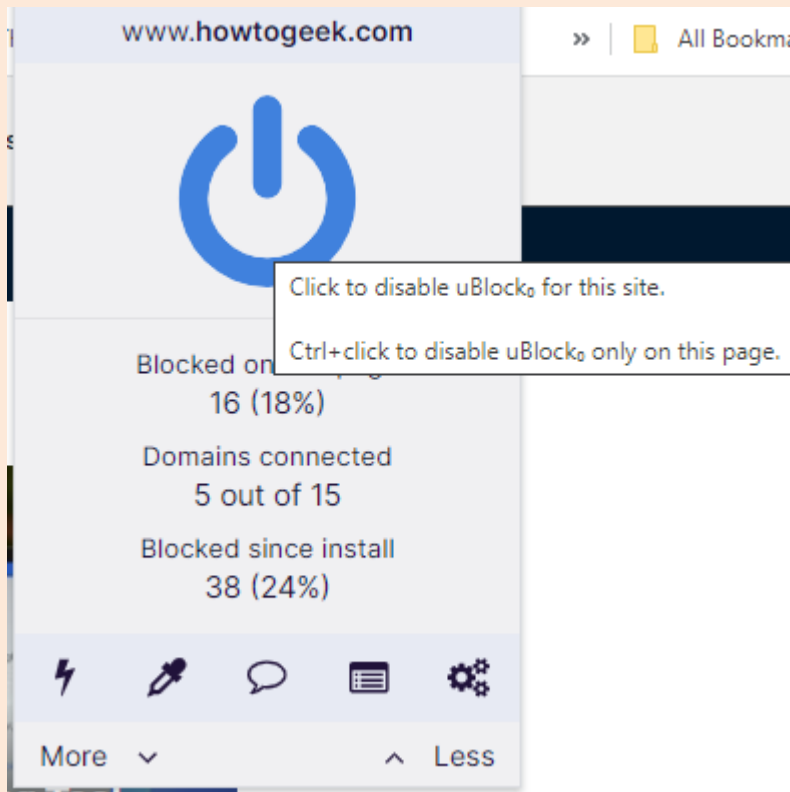 www.howtogeek.com
» All Bookma
Click to disable uBlock₀ for this site.
Ctrl+click to disable uBlock₀ only on this page.
Blocked on
16 (18%)
Domains connected
5 out of 15
Blocked since install
38 (24%)
More Less